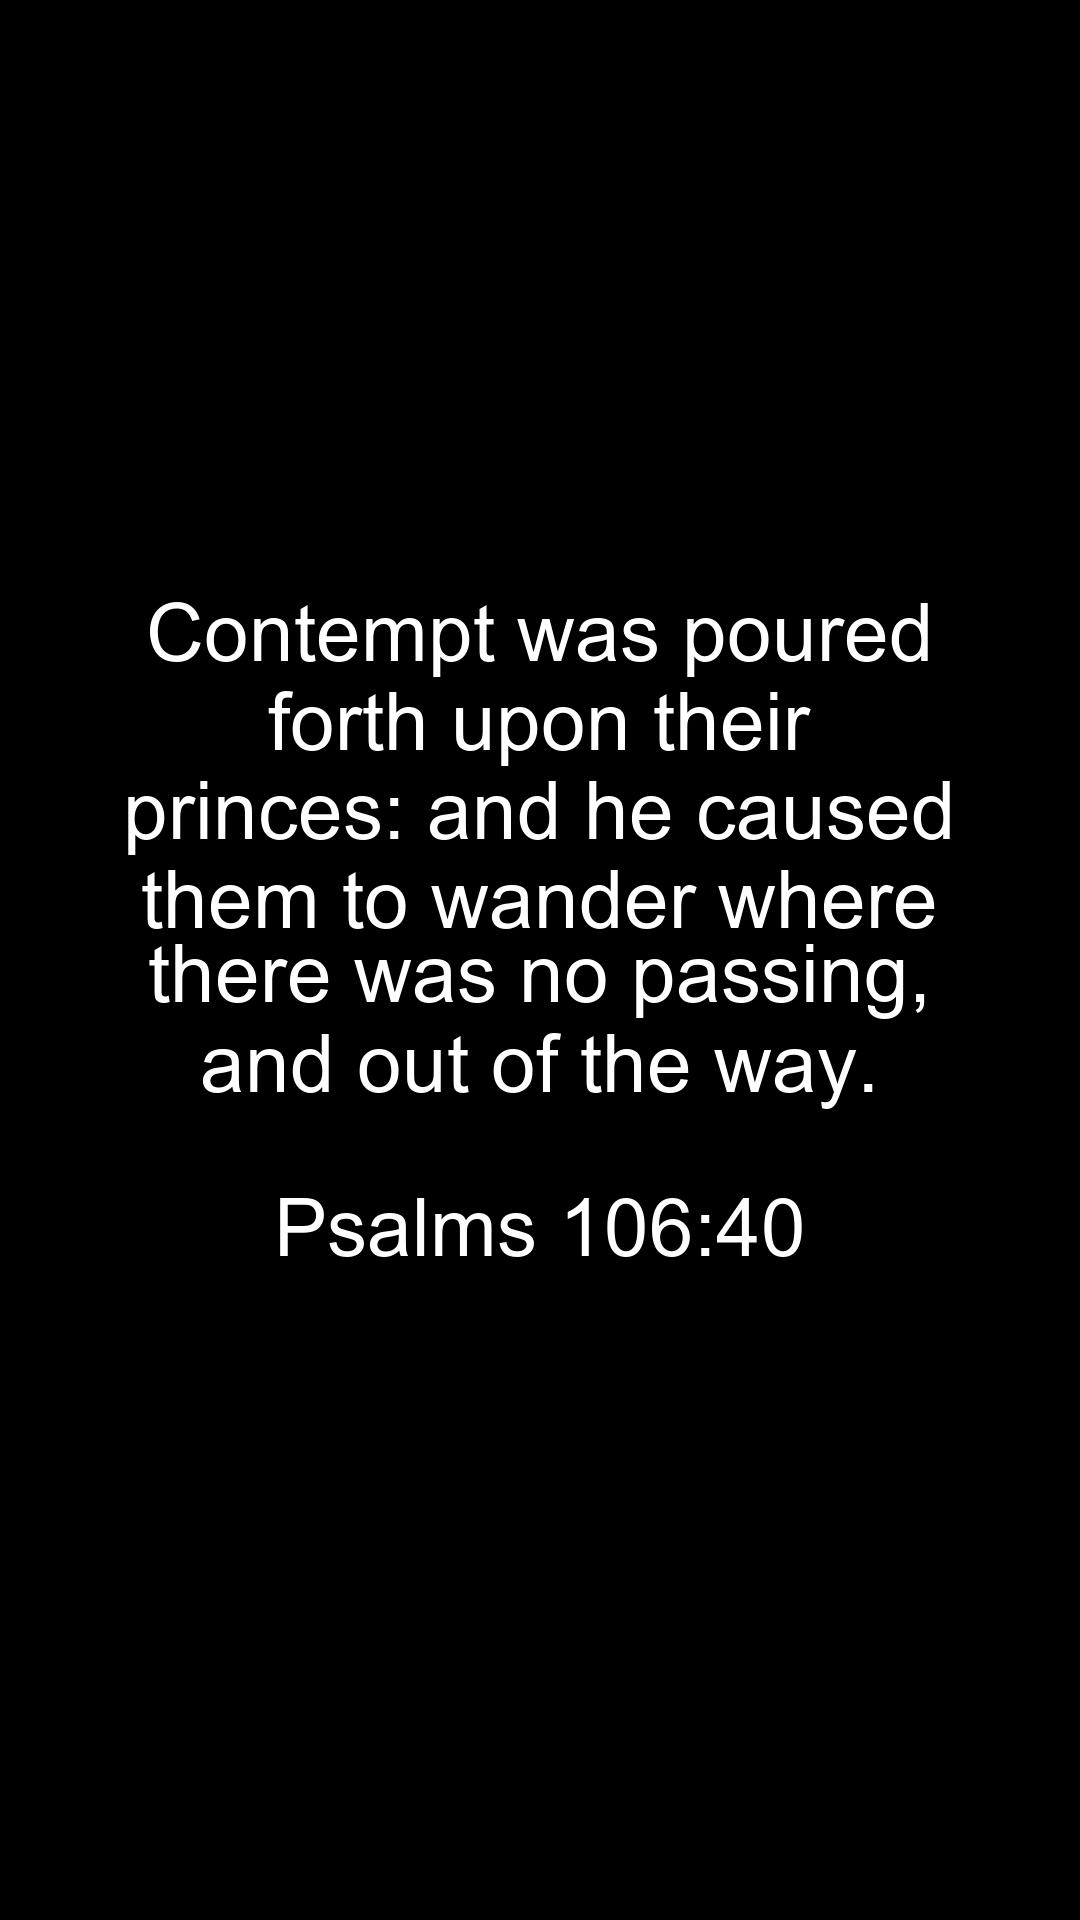 Contempt was poured
forth upon their
princes: and he caused
them to wander where
there was no passing,
and out of the way.
Psalms 106:40